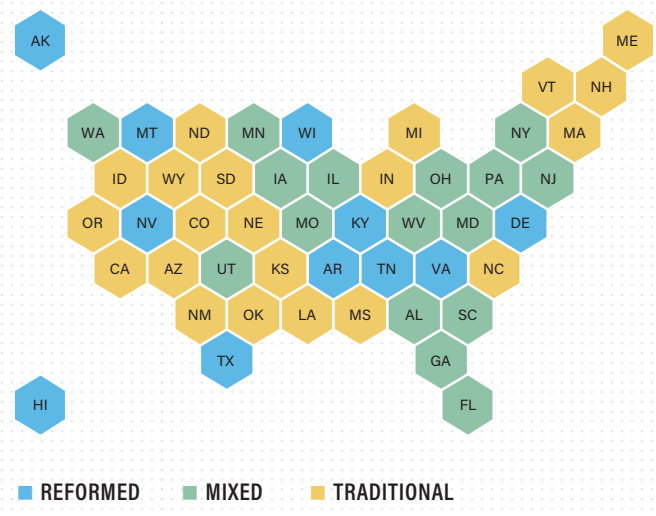 AK ME
VT NH
WA MT ND MN WI MI NY MA
ID WY SD IA IL IN OH PA NJ
OR NV CO NE MO KY WV MD DE
CA AZ UT KS AR TN VA NC
NM OK LA MS AL SC
TX GA
HI FL
REFORMED MIXED TRADITIONAL